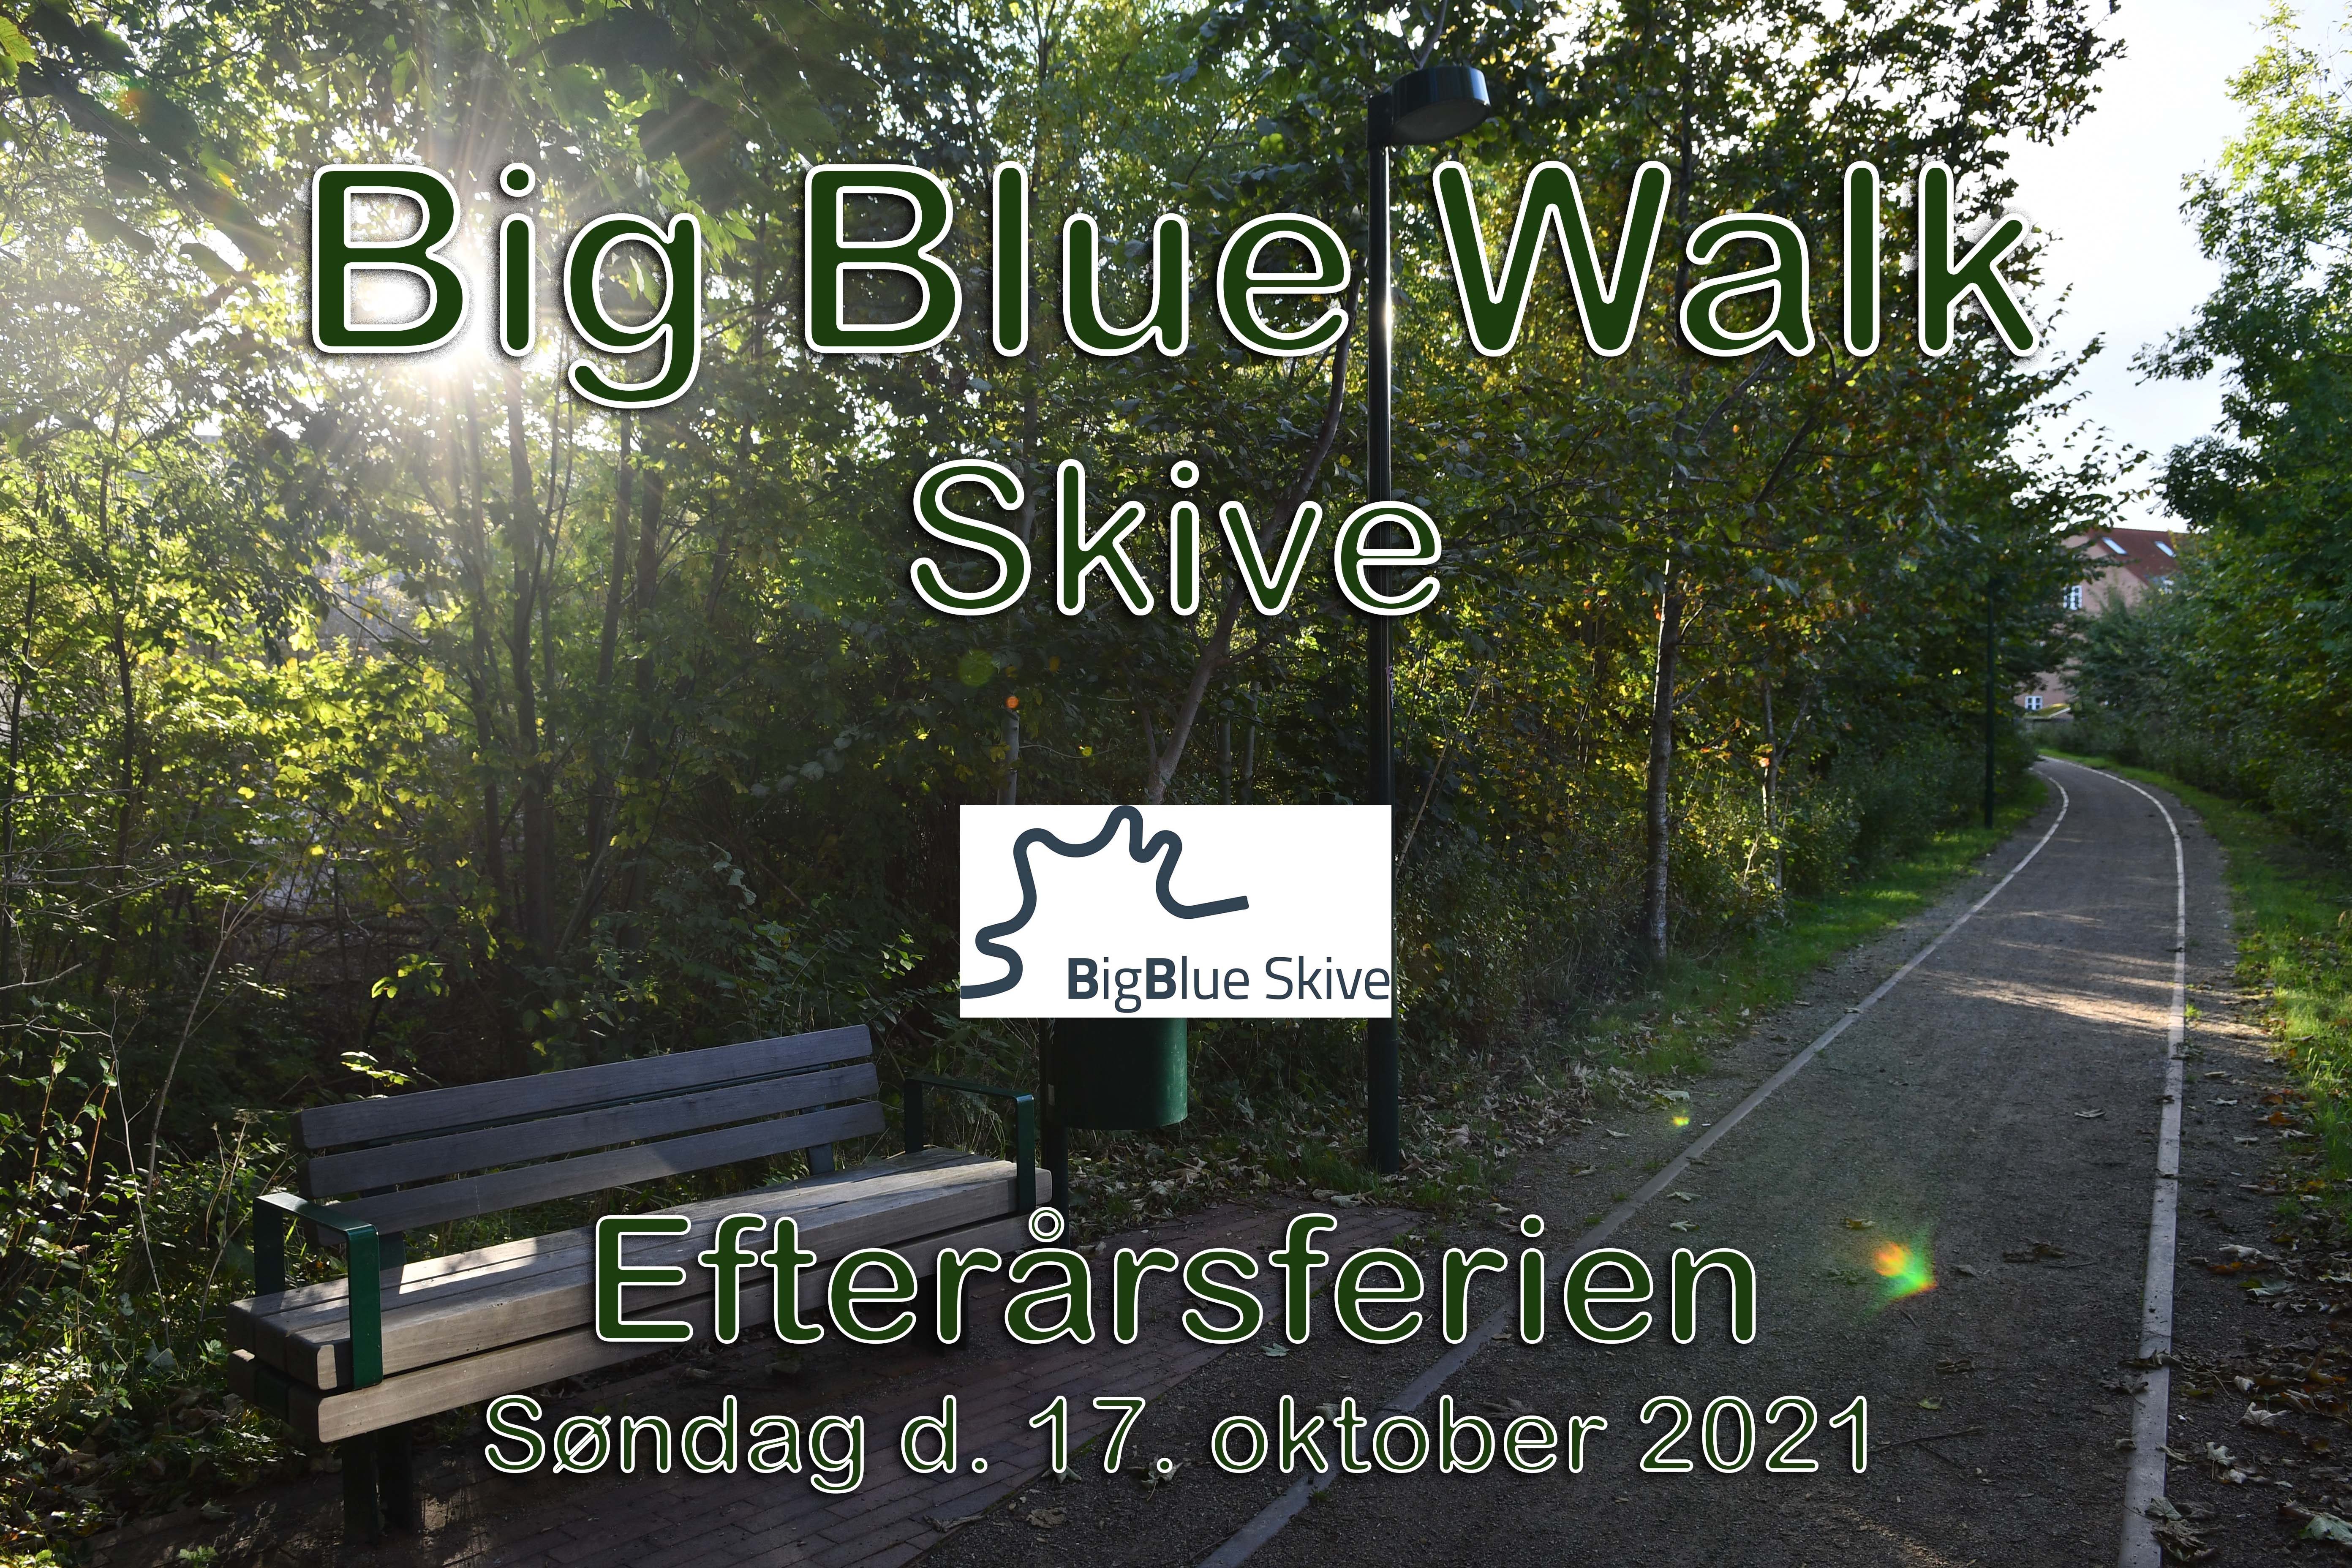 Big Blue Walk
Skive
BigBlue Skive
Efterårsferien
Søndag d. 17. oktober 2021